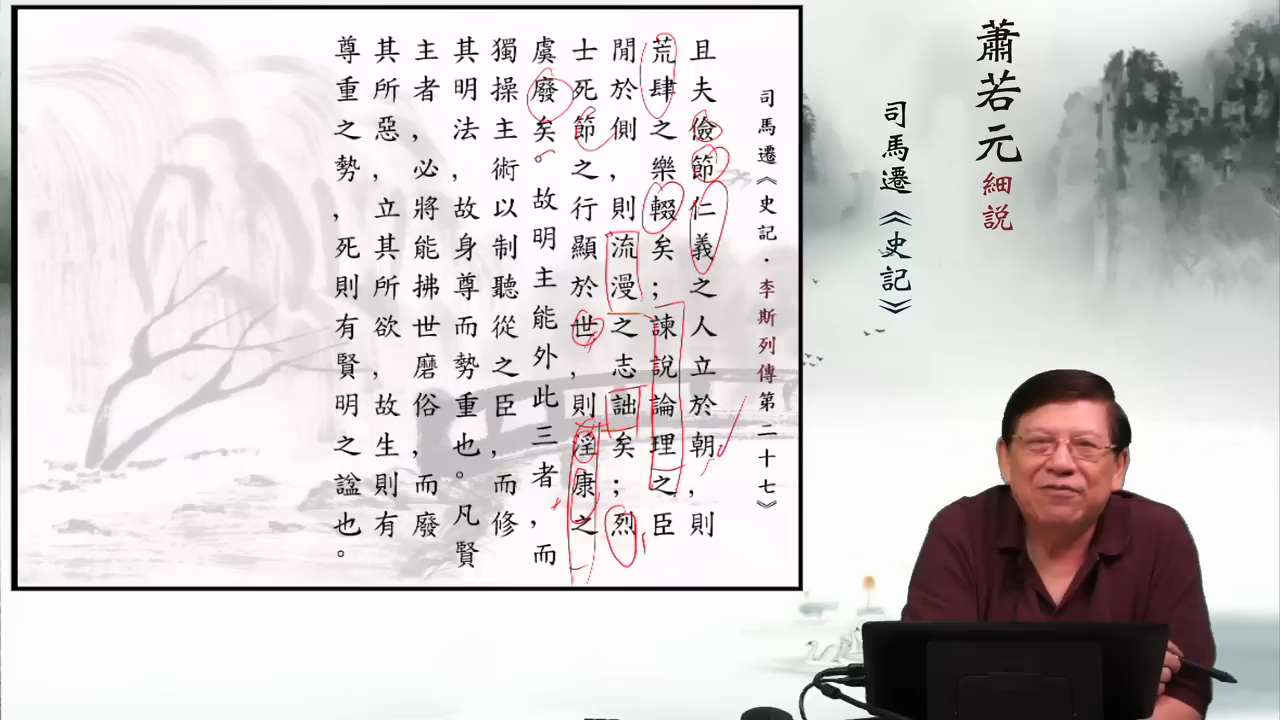 蕭若元細說
司馬遷《史記》
司馬遷《史記·李斯列傳第二十七》
且夫儉節仁義之人立於朝，則
荒肆之樂輟矣；諫說論理之臣
閒於側，則流漫之志詘矣；烈
士死節之行顯於世，則淫康之
虞廢矣。故明主能外此三者，而
獨操主術以制聽從之臣，而修
其明法，故身尊而勢重也。凡賢
主者，必將能拂世磨俗，而廢
其所惡，立其所欲，故生則有
尊重之勢，死則有賢明之謚也。